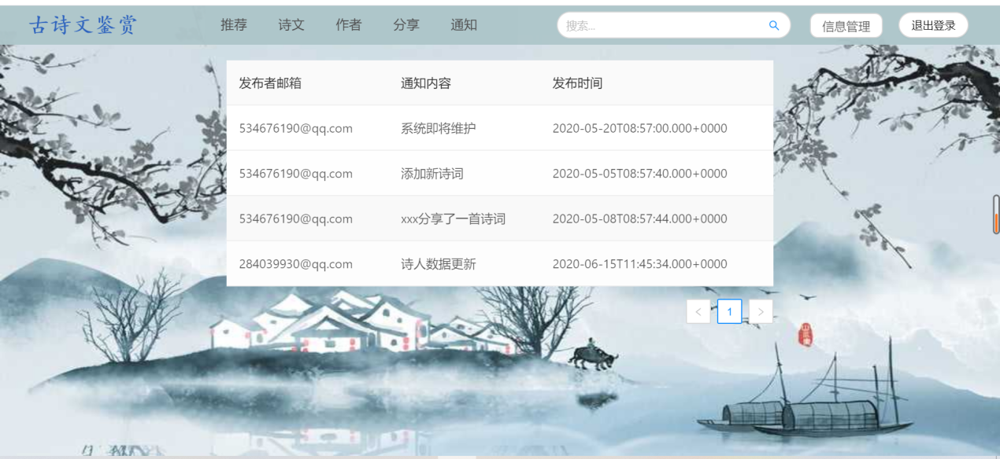 古诗文鉴赏 推荐 诗文 作者 分享 通知 搜索... 信息管理 退出登录
发布者邮箱 通知内容 发布时间
534676190@qq.com 系统即将维护 2020-05-20T08:57:00.000+0000
534676190@qq.com 添加新诗词 2020-05-05T08:57:40.000+0000
534676190@qq.com xxx分享了一首诗词 2020-05-08T08:57:44.000+0000
284039930@qq.com 诗人数据更新 2020-06-15T11:45:34.000+0000
< 1 >